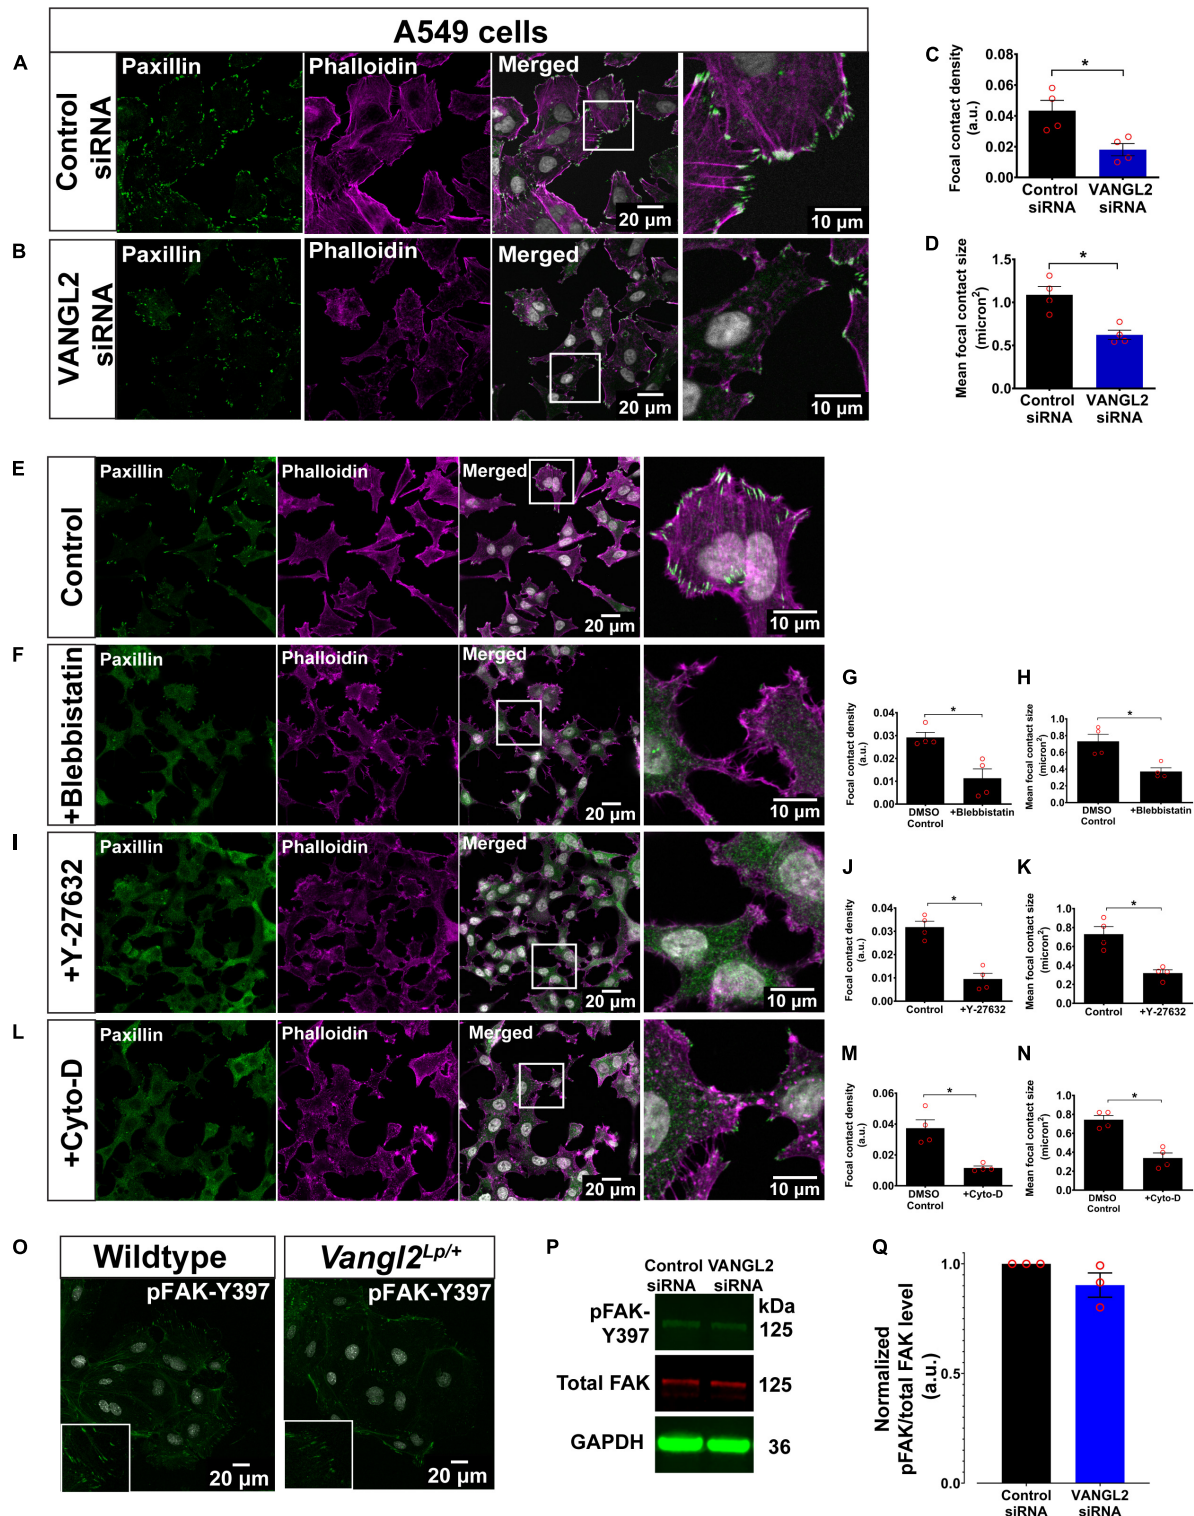 A549 cells
A
Control
siRNA
Paxillin
Phalloidin
Merged
20 µm
10 µm
B
VANGL2
siRNA
Paxillin
Phalloidin
Merged
20 µm
10 µm
C
Focal contact density
(a.u.)
0.08
0.06
0.04
0.02
0.00
*
Control
siRNA
VANGL2
siRNA
D
Mean focal contact size
(micron²)
1.5
1.0
0.5
0.0
*
Control
siRNA
VANGL2
siRNA
E
Control
Paxillin
Phalloidin
Merged
20 µm
10 µm
F
+Blebbistatin
Paxillin
Phalloidin
Merged
20 µm
10 µm
G
Focal contact density
(a.u.)
0.04
0.03
0.02
0.01
0.00
*
DMSO
Control
+Blebbistatin
H
Mean focal contact size
(micron²)
1.0
0.8
0.6
0.4
0.2
0.0
*
DMSO
Control
+Blebbistatin
I
+Y-27632
Paxillin
Phalloidin
Merged
20 µm
10 µm
J
Focal contact density
(a.u.)
0.04
0.03
0.02
0.01
0.00
*
Control
+Y-27632
K
Mean focal contact size
(micron²)
1.0
0.8
0.6
0.4
0.2
0.0
*
Control
+Y-27632
L
+Cyto-D
Paxillin
Phalloidin
Merged
20 µm
10 µm
M
Focal contact density
(a.u.)
0.06
0.04
0.02
0.00
*
DMSO
Control
+Cyto-D
N
Mean focal contact size
(micron²)
1.0
0.8
0.6
0.4
0.2
0.0
*
DMSO
Control
+Cyto-D
O
Wildtype
pFAK-Y397
20 µm
Vangl2Lp/+
pFAK-Y397
20 µm
P
Control VANGL2
siRNA siRNA
kDa
pFAK-
Y397
125
Total FAK
125
GAPDH
36
Q
Normalized
pFAK/total FAK level
(a.u.)
1.0
0.5
0.0
Control
siRNA
VANGL2
siRNA